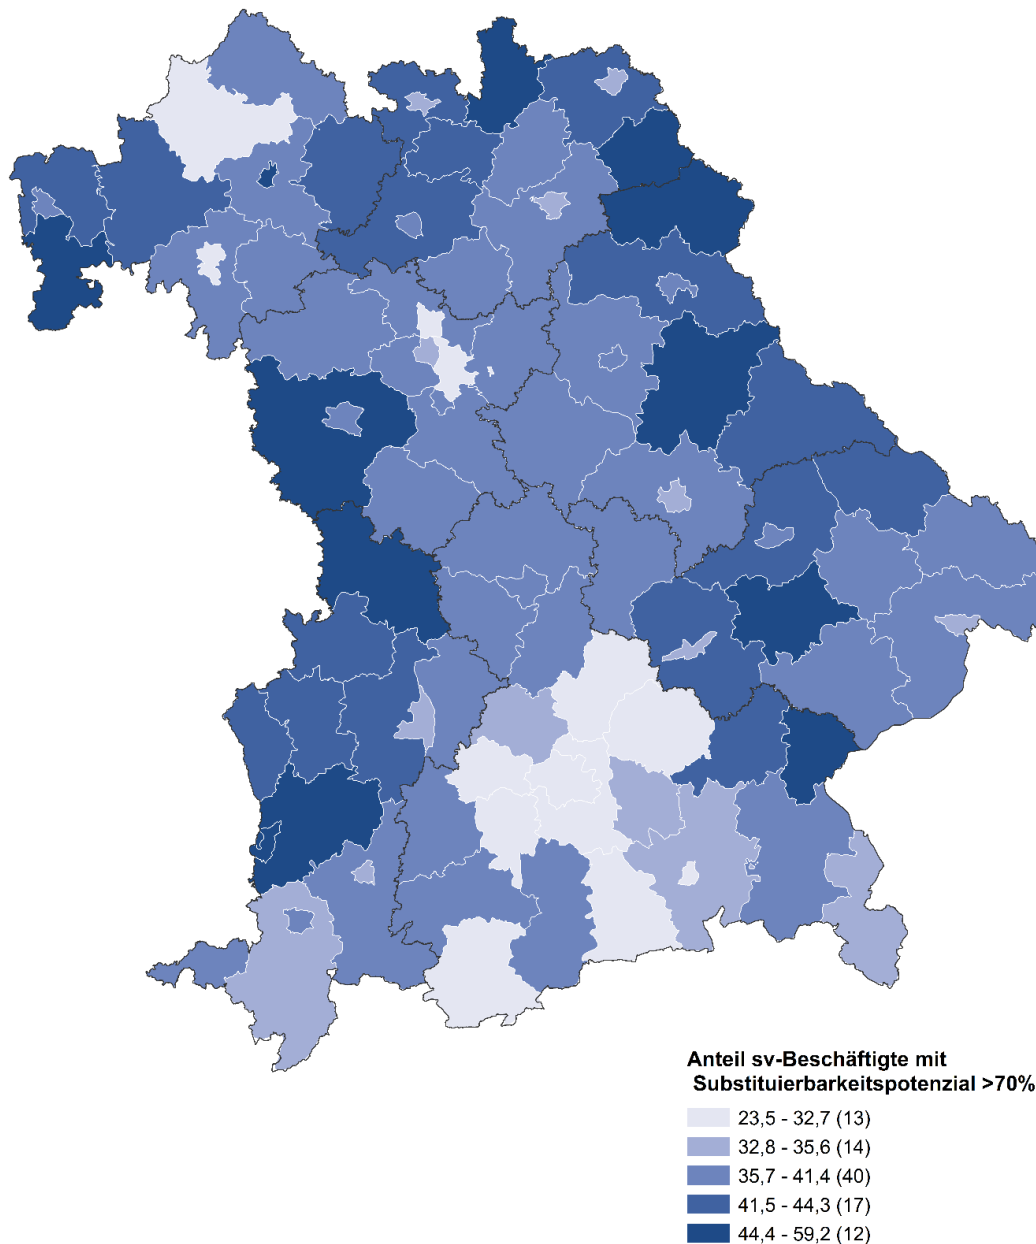 Anteil sv-Beschäftigte mit
Substituierbarkeitspotenzial >70%
23,5 - 32,7 (13)
32,8 - 35,6 (14)
35,7 - 41,4 (40)
41,5 - 44,3 (17)
44,4 - 59,2 (12)